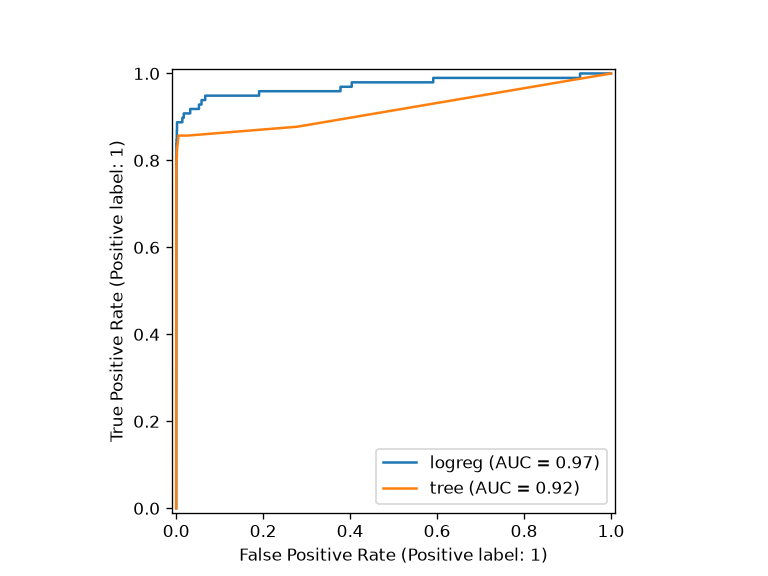 1.0
0.8
0.6
0.4
0.2
0.0
True Positive Rate (Positive label: 1)
logreg (AUC = 0.97)
tree (AUC = 0.92)
0.0 0.2 0.4 0.6 0.8 1.0
False Positive Rate (Positive label: 1)